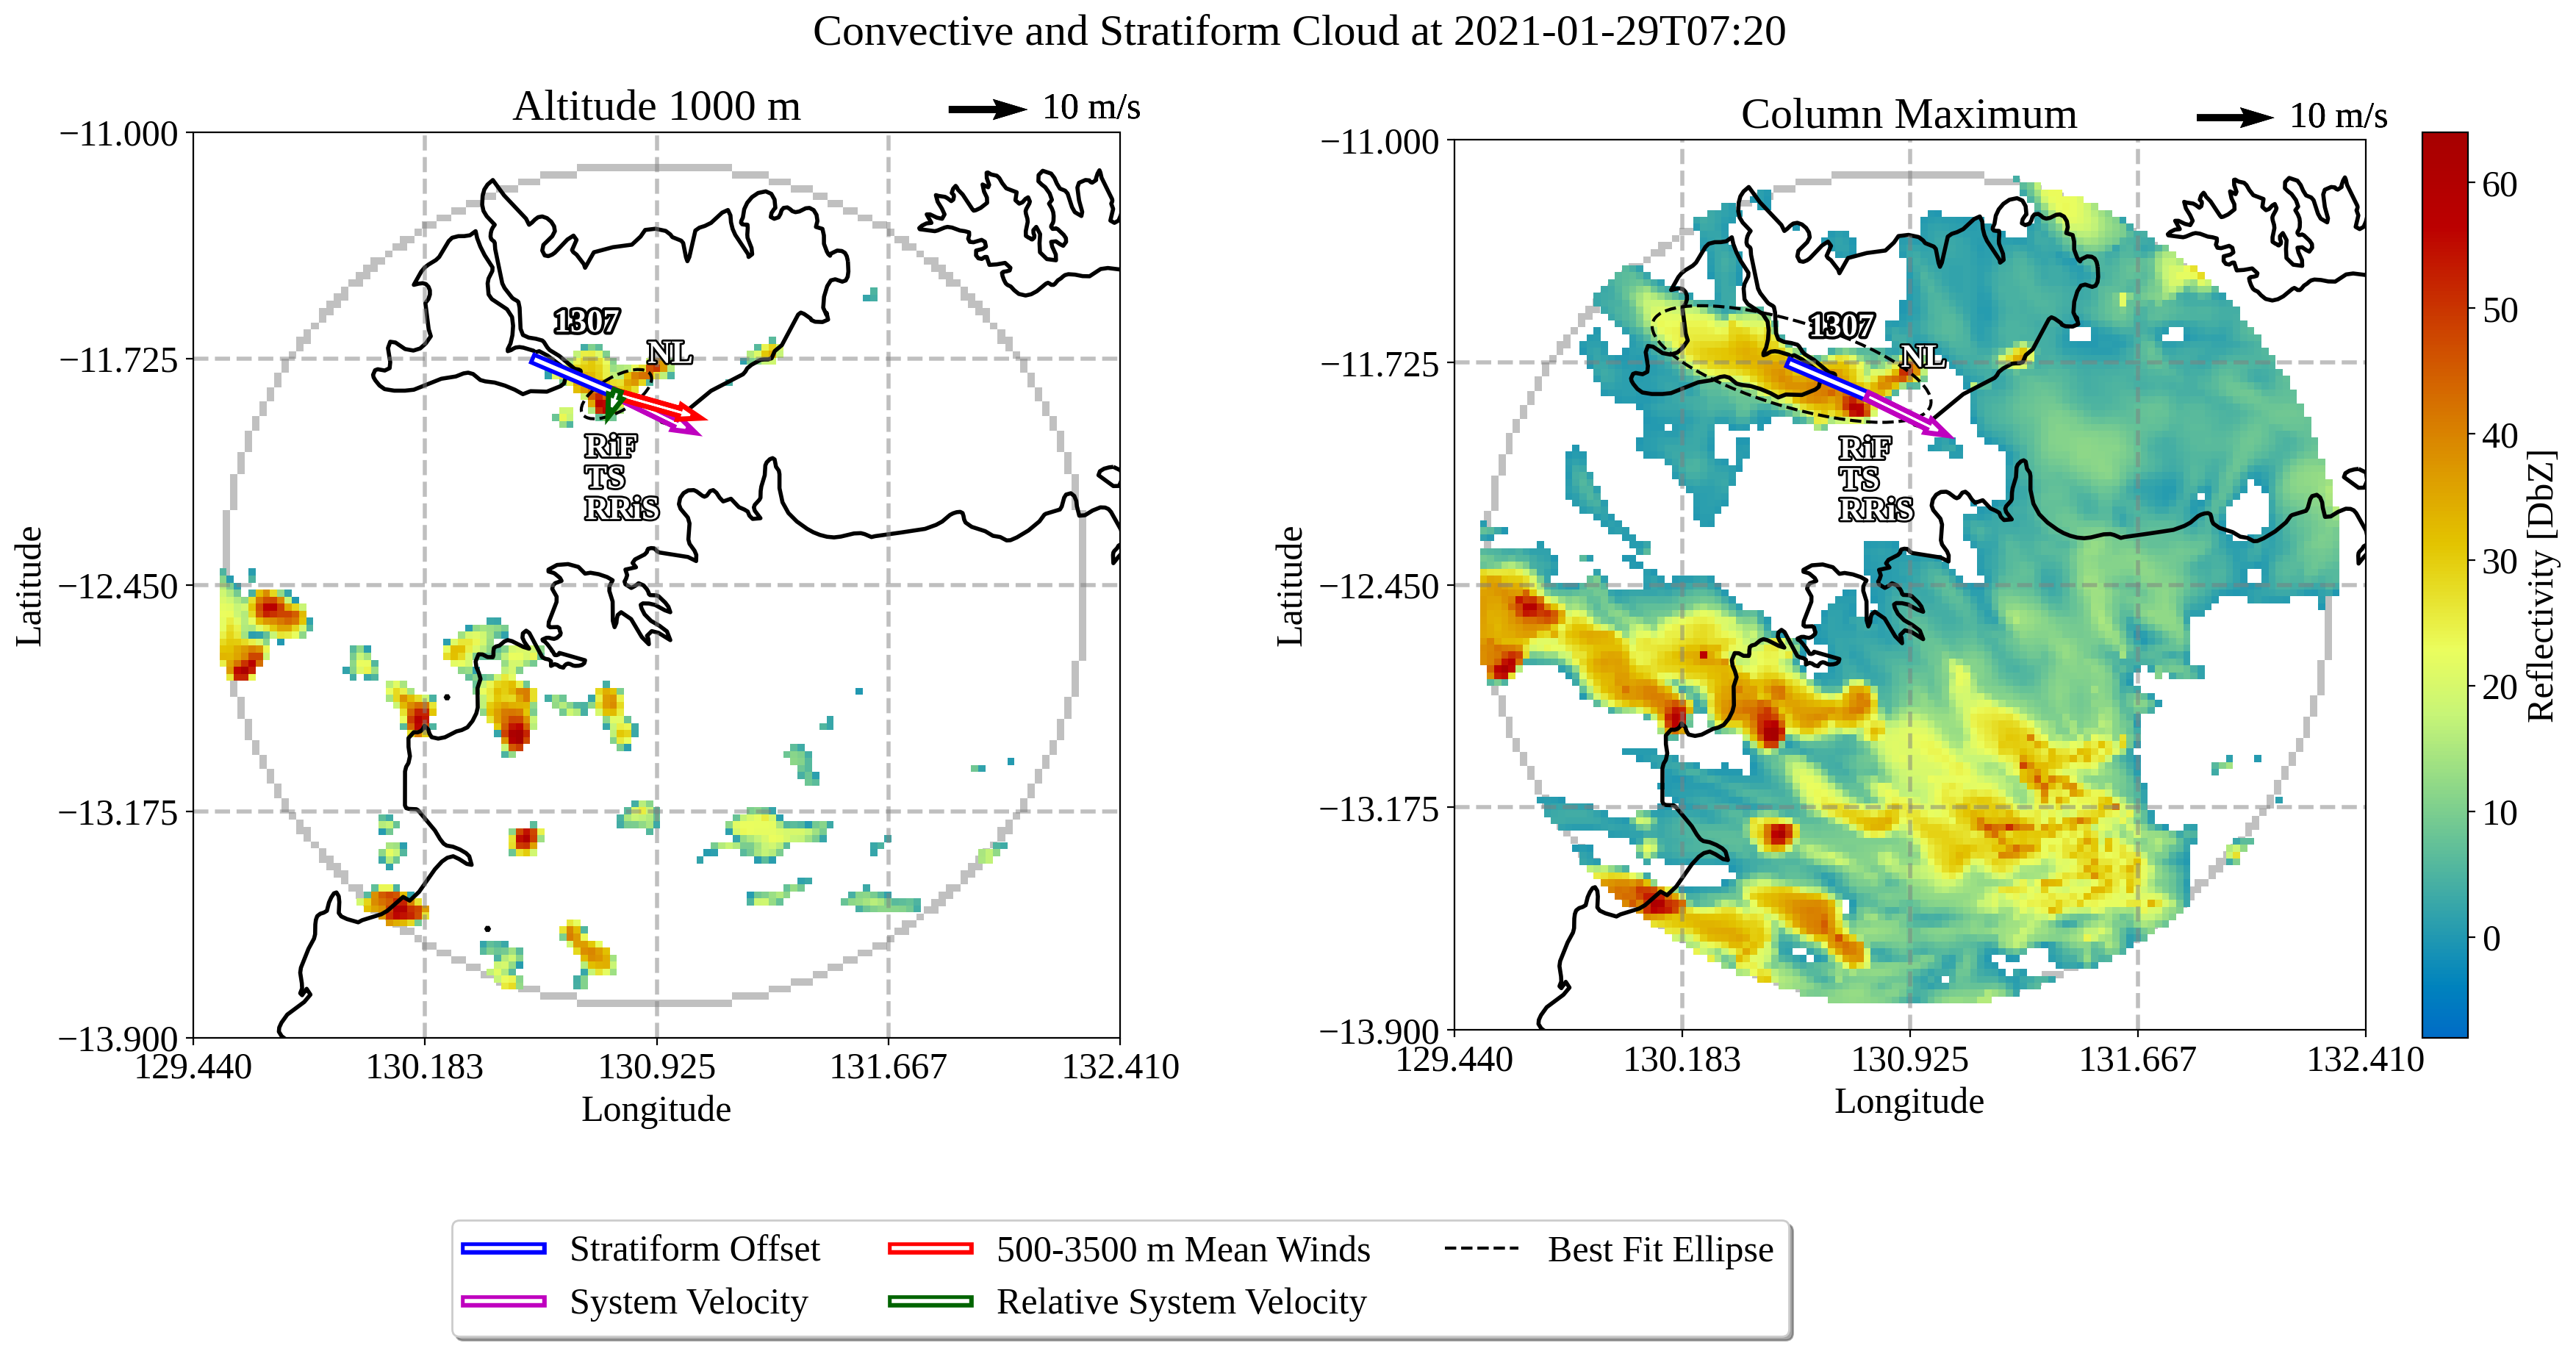 Convective and Stratiform Cloud at 2021-01-29T07:20
Altitude 1000 m
10 m/s
−11.000
−11.725
−12.450
−13.175
−13.900
Latitude
1307
NL
RiF
TS
RRiS
129.440
130.183
130.925
131.667
132.410
Longitude
Column Maximum
10 m/s
−11.000
−11.725
−12.450
−13.175
−13.900
Latitude
1307
NL
RiF
TS
RRiS
129.440
130.183
130.925
131.667
132.410
Longitude
60
50
40
30
20
10
0
Reflectivity [DbZ]
Stratiform Offset
System Velocity
500-3500 m Mean Winds
Relative System Velocity
Best Fit Ellipse